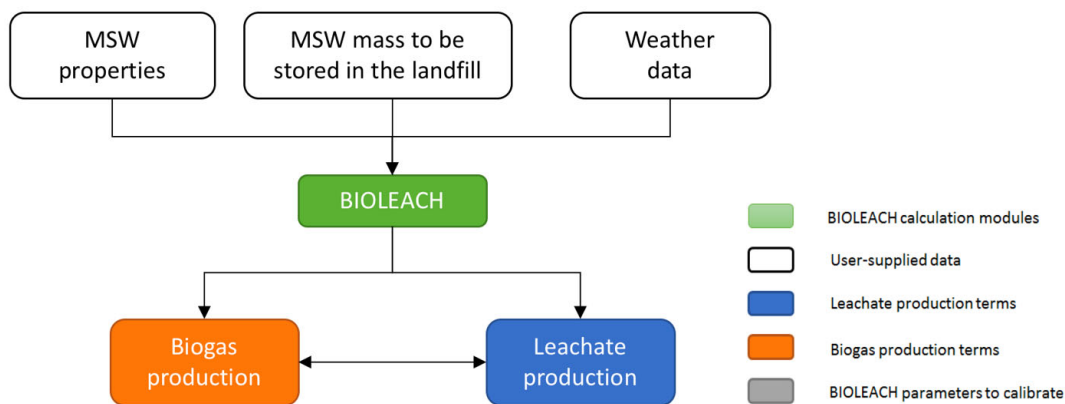 MSW
properties
MSW mass to be
stored in the landfill
Weather
data
BIOLEACH
Biogas
production
Leachate
production
BIOLEACH calculation modules
User-supplied data
Leachate production terms
Biogas production terms
BIOLEACH parameters to calibrate